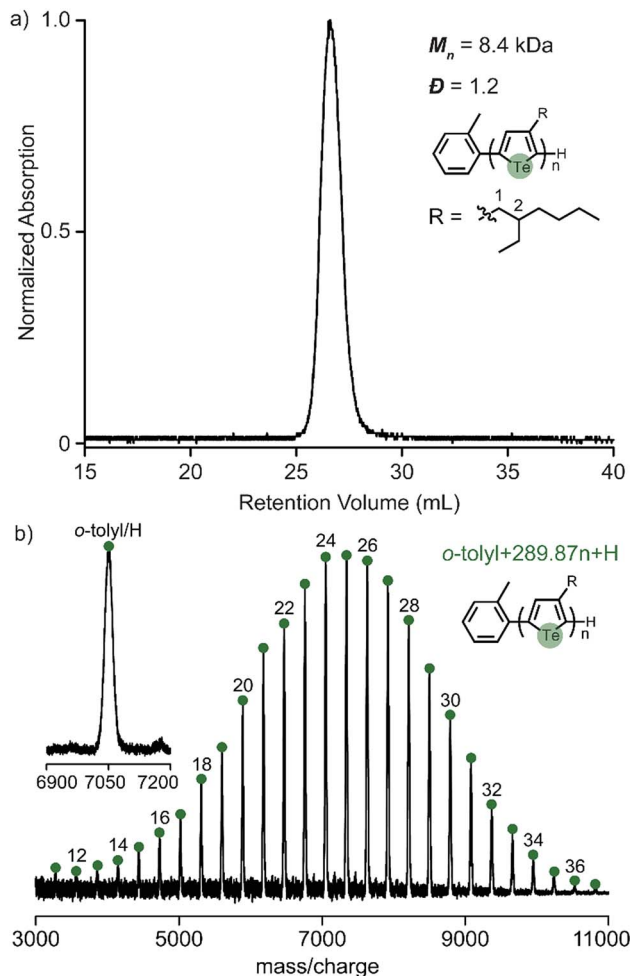 a)
1.0
0.5
0
Normalized Absorption
M_n = 8.4 kDa
Đ = 1.2
R
Te
n
H
R =
1
2
15 20 25 30 35 40
Retention Volume (mL)
b)
o-tolyl/H
6900 7050 7200
o-tolyl+289.87n+H
R
Te
n
H
12 14 16 18 20 22 24 26 28 30 32 34 36
3000 5000 7000 9000 11000
mass/charge